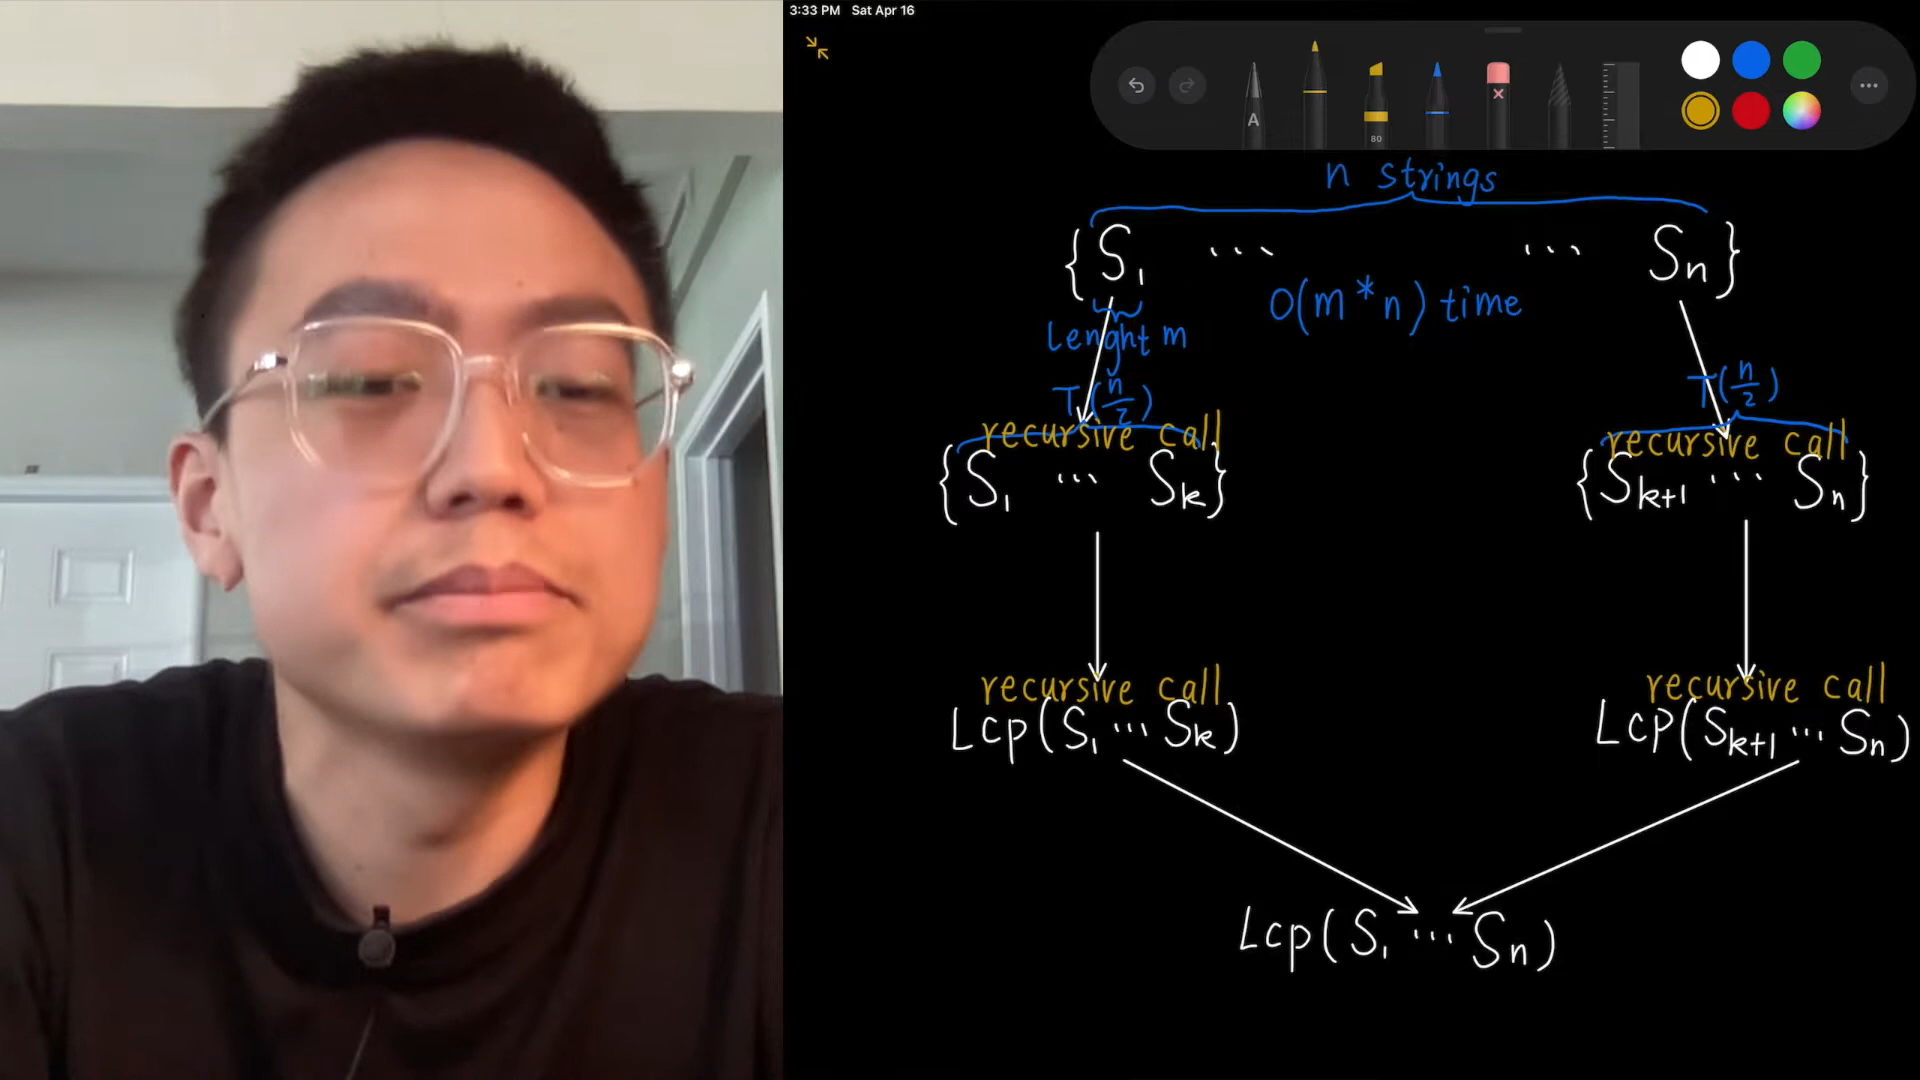 3:33 PM Sat Apr 16
A
80
n strings
{S₁ ... ... Sₙ}
O(m*n) time
Lenght m
T(n/2) T(n/2)
recursive call recursive call
{S₁ ... Sₖ} {Sₖ₊₁ ... Sₙ}
recursive call recursive call
Lcp(S₁ ... Sₖ) Lcp(Sₖ₊₁ ... Sₙ)
Lcp(S₁ ... Sₙ)